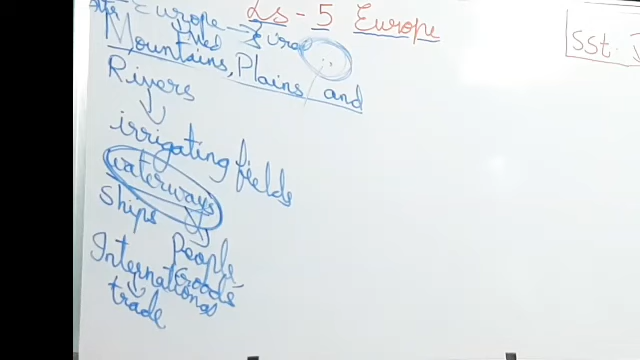 Ls - 5 Europe
Europe
Mountains, Plains and
Rivers
irrigating fields
waterways
Ships
People
Goods
International
trade
SSt.